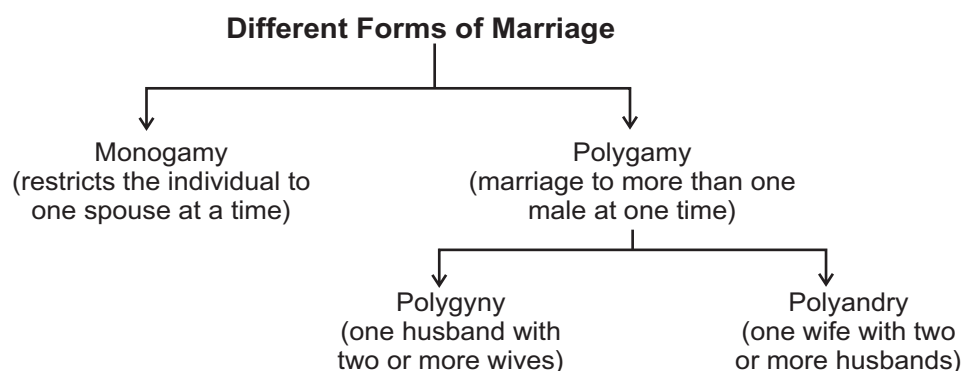 Different Forms of Marriage
Monogamy
(restricts the individual to
one spouse at a time)
Polygamy
(marriage to more than one
male at one time)
Polygyny
(one husband with
two or more wives)
Polyandry
(one wife with two
or more husbands)